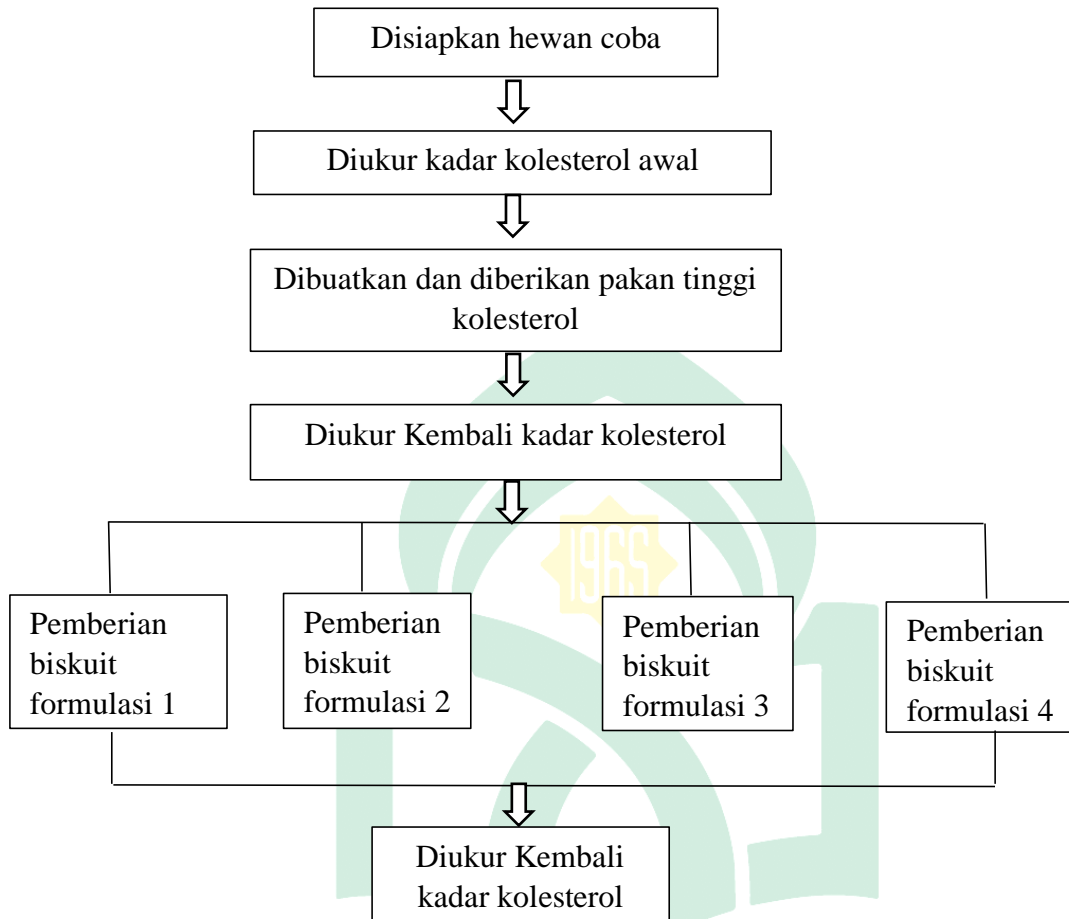 Disiapkan hewan coba
Diukur kadar kolesterol awal
Dibuatkan dan diberikan pakan tinggi
kolesterol
Diukur Kembali kadar kolesterol
1965
Pemberian
biskuit
formulasi 1
Pemberian
biskuit
formulasi 2
Pemberian
biskuit
formulasi 3
Pemberian
biskuit
formulasi 4
Diukur Kembali
kadar kolesterol